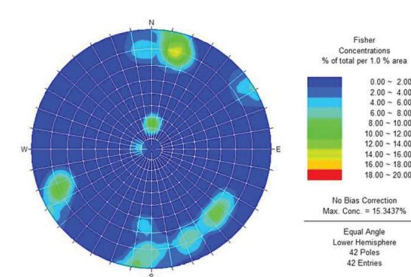 N
W
E
S
Fisher
Concentrations
% of total per 1.0 % area
0.00 ~ 2.00
2.00 ~ 4.00
4.00 ~ 6.00
6.00 ~ 8.00
8.00 ~ 10.00
10.00 ~ 12.00
12.00 ~ 14.00
14.00 ~ 16.00
16.00 ~ 18.00
18.00 ~ 20.00
No Bias Correction
Max. Conc. = 15.3437%
Equal Angle
Lower Hemisphere
42 Poles
42 Entries